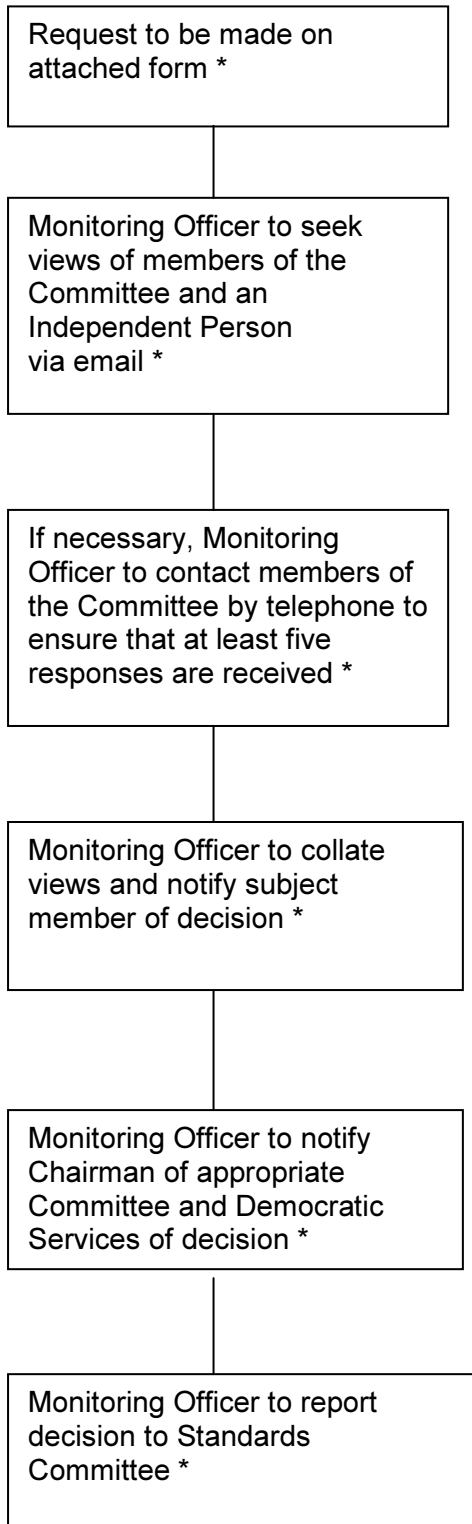 Request to be made on
attached form *
Monitoring Officer to seek
views of members of the
Committee and an
Independent Person
via email *
If necessary, Monitoring
Officer to contact members of
the Committee by telephone to
ensure that at least five
responses are received *
Monitoring Officer to collate
views and notify subject
member of decision *
Monitoring Officer to notify
Chairman of appropriate
Committee and Democratic
Services of decision *
Monitoring Officer to report
decision to Standards
Committee *